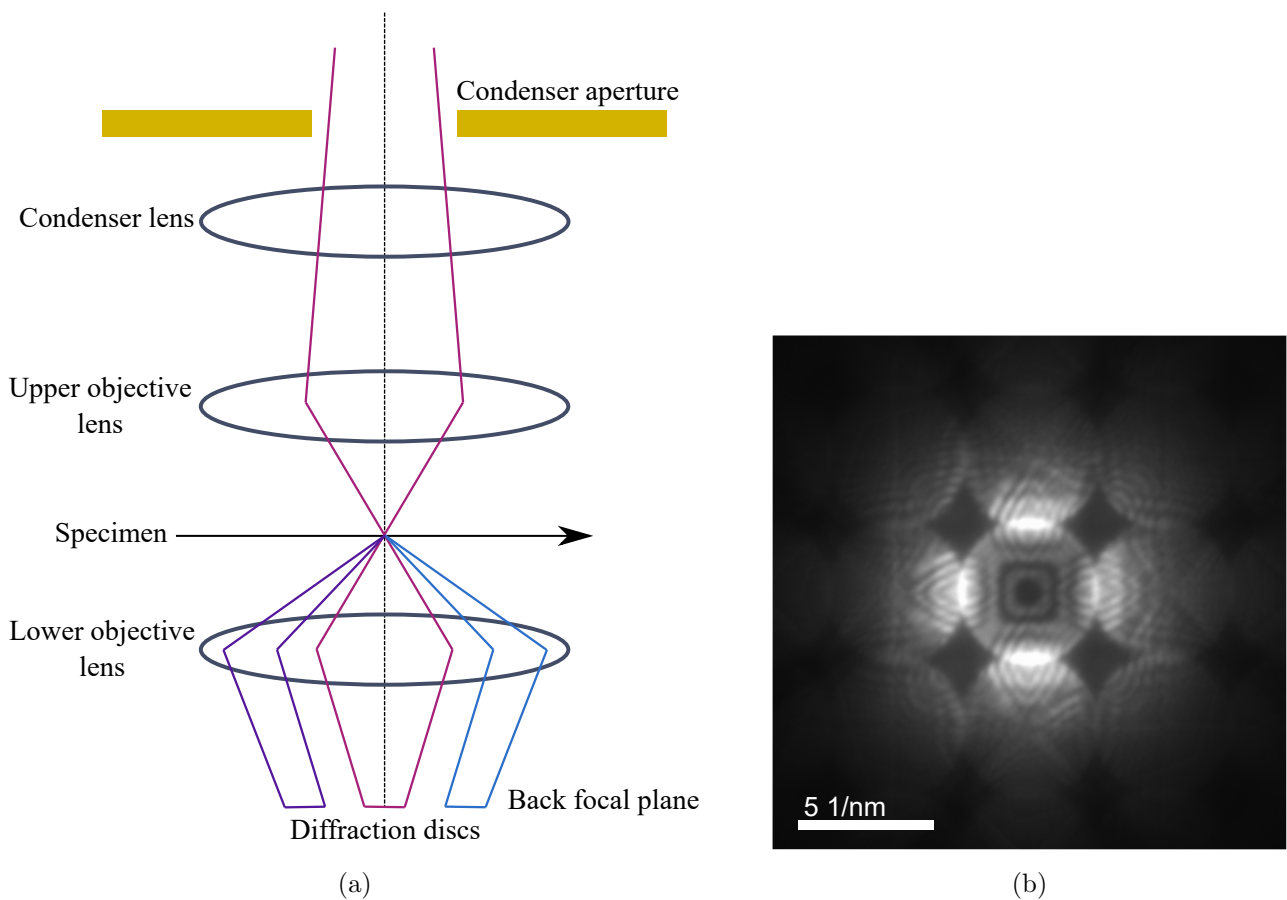 Condenser aperture
Condenser lens
Upper objective
lens
Specimen
Lower objective
lens
Back focal plane
Diffraction discs
5 1/nm
(a)
(b)